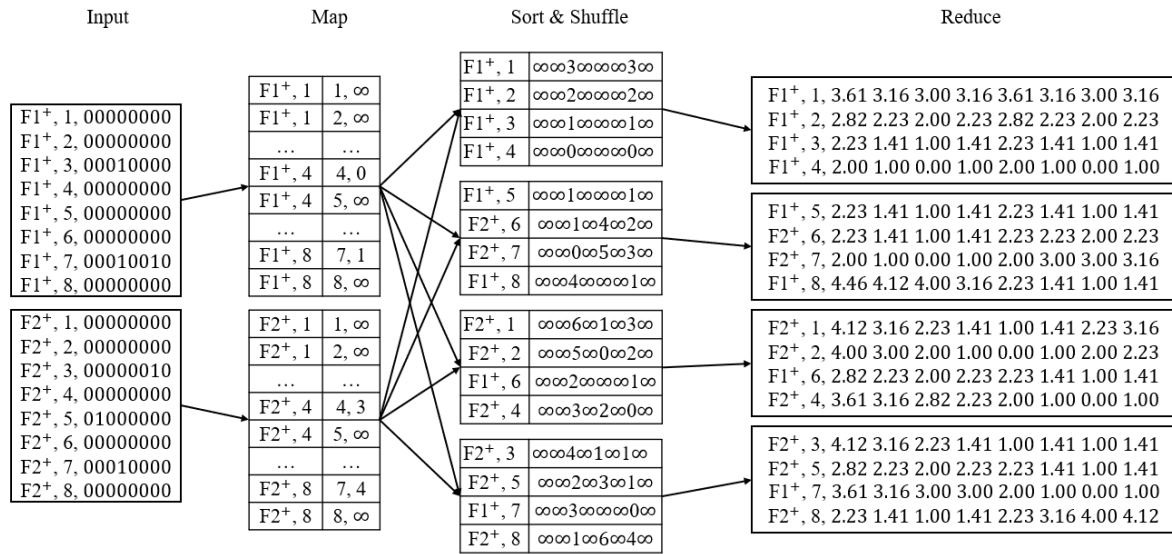 Input
Map
Sort & Shuffle
Reduce
F1⁺, 1, 00000000
F1⁺, 2, 00000000
F1⁺, 3, 00010000
F1⁺, 4, 00000000
F1⁺, 5, 00000000
F1⁺, 6, 00000000
F1⁺, 7, 00010010
F1⁺, 8, 00000000
F2⁺, 1, 00000000
F2⁺, 2, 00000000
F2⁺, 3, 00000010
F2⁺, 4, 00000000
F2⁺, 5, 01000000
F2⁺, 6, 00000000
F2⁺, 7, 00010000
F2⁺, 8, 00000000
F1⁺, 1 1, ∞
F1⁺, 1 2, ∞
... ...
F1⁺, 4 4, 0
F1⁺, 4 5, ∞
... ...
F1⁺, 8 7, 1
F1⁺, 8 8, ∞
F2⁺, 1 1, ∞
F2⁺, 1 2, ∞
... ...
F2⁺, 4 4, 3
F2⁺, 4 5, ∞
... ...
F2⁺, 8 7, 4
F2⁺, 8 8, ∞
F1⁺, 1 ∞∞3∞∞∞3∞
F1⁺, 2 ∞∞2∞∞∞2∞
F1⁺, 3 ∞∞1∞∞∞1∞
F1⁺, 4 ∞∞0∞∞∞0∞
F1⁺, 5 ∞∞1∞∞∞1∞
F2⁺, 6 ∞∞1∞4∞2∞
F2⁺, 7 ∞∞0∞5∞3∞
F1⁺, 8 ∞∞4∞∞∞1∞
F2⁺, 1 ∞∞6∞1∞3∞
F2⁺, 2 ∞∞5∞0∞2∞
F1⁺, 6 ∞∞2∞∞∞1∞
F2⁺, 4 ∞∞3∞2∞0∞
F2⁺, 3 ∞∞4∞1∞1∞
F2⁺, 5 ∞∞2∞3∞1∞
F1⁺, 7 ∞∞3∞∞∞0∞
F2⁺, 8 ∞∞1∞6∞4∞
F1⁺, 1, 3.61 3.16 3.00 3.16 3.61 3.16 3.00 3.16
F1⁺, 2, 2.82 2.23 2.00 2.23 2.82 2.23 2.00 2.23
F1⁺, 3, 2.23 1.41 1.00 1.41 2.23 1.41 1.00 1.41
F1⁺, 4, 2.00 1.00 0.00 1.00 2.00 1.00 0.00 1.00
F1⁺, 5, 2.23 1.41 1.00 1.41 2.23 1.41 1.00 1.41
F2⁺, 6, 2.23 1.41 1.00 1.41 2.23 2.23 2.00 2.23
F2⁺, 7, 2.00 1.00 0.00 1.00 2.00 3.00 3.00 3.16
F1⁺, 8, 4.46 4.12 4.00 3.16 2.23 1.41 1.00 1.41
F2⁺, 1, 4.12 3.16 2.23 1.41 1.00 1.41 2.23 3.16
F2⁺, 2, 4.00 3.00 2.00 1.00 0.00 1.00 2.00 2.23
F1⁺, 6, 2.82 2.23 2.00 2.23 2.23 1.41 1.00 1.41
F2⁺, 4, 3.61 3.16 2.82 2.23 2.00 1.00 0.00 1.00
F2⁺, 3, 4.12 3.16 2.23 1.41 1.00 1.41 1.00 1.41
F2⁺, 5, 2.82 2.23 2.00 2.23 2.23 1.41 1.00 1.41
F1⁺, 7, 3.61 3.16 3.00 3.00 2.00 1.00 0.00 1.00
F2⁺, 8, 2.23 1.41 1.00 1.41 2.23 3.16 4.00 4.12